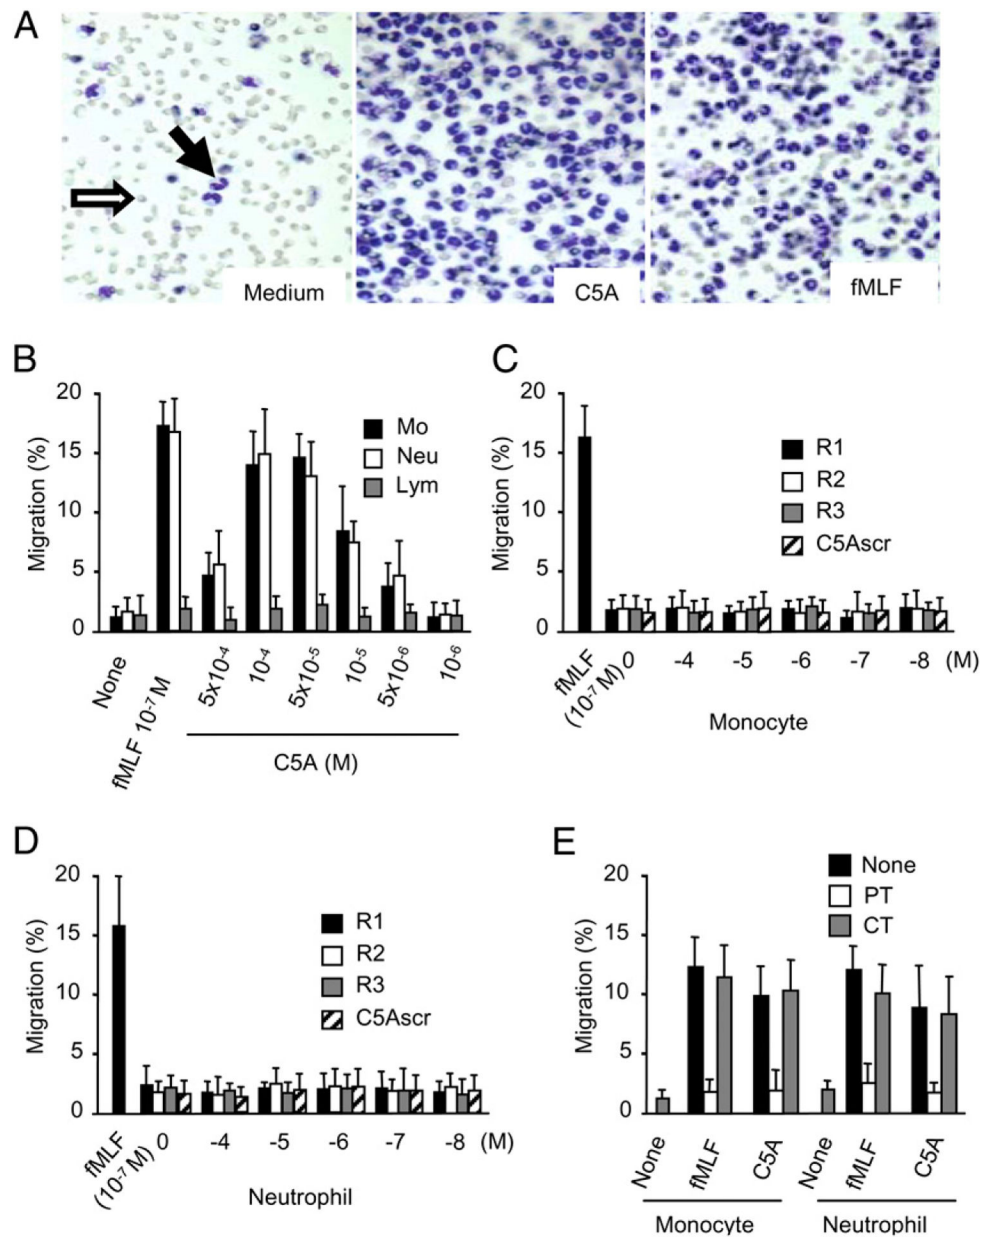 A
Medium
C5A
fMLF
B
20
15
10
5
0
Migration (%)
Mo
Neu
Lym
None
fMLF 10-7 M
5x10-4
10-4
5x10-5
10-5
5x10-6
10-6
C5A (M)
C
20
15
10
5
0
Migration (%)
R1
R2
R3
C5Ascr
fMLF
(10-7 M)
0 -4 -5 -6 -7 -8 (M)
Monocyte
D
20
15
10
5
0
Migration (%)
R1
R2
R3
C5Ascr
fMLF
(10-7 M)
0 -4 -5 -6 -7 -8 (M)
Neutrophil
E
20
15
10
5
0
Migration (%)
None
PT
CT
None
fMLF
C5A
None
fMLF
C5A
Monocyte
Neutrophil